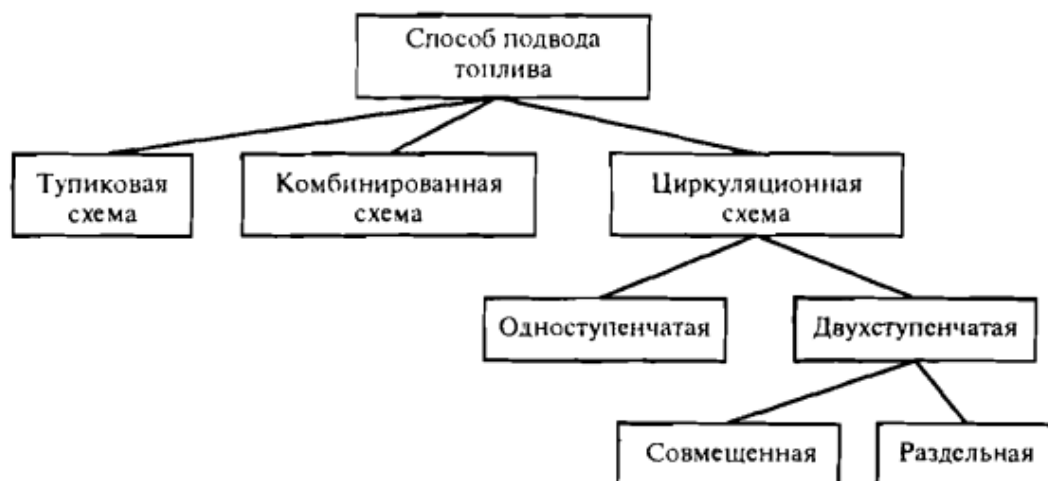 Способ подвода
топлива
Тупиковая
схема
Комбинированная
схема
Циркуляционная
схема
Одноступенчатая
Двухступенчатая
Совмещенная
Раздельная